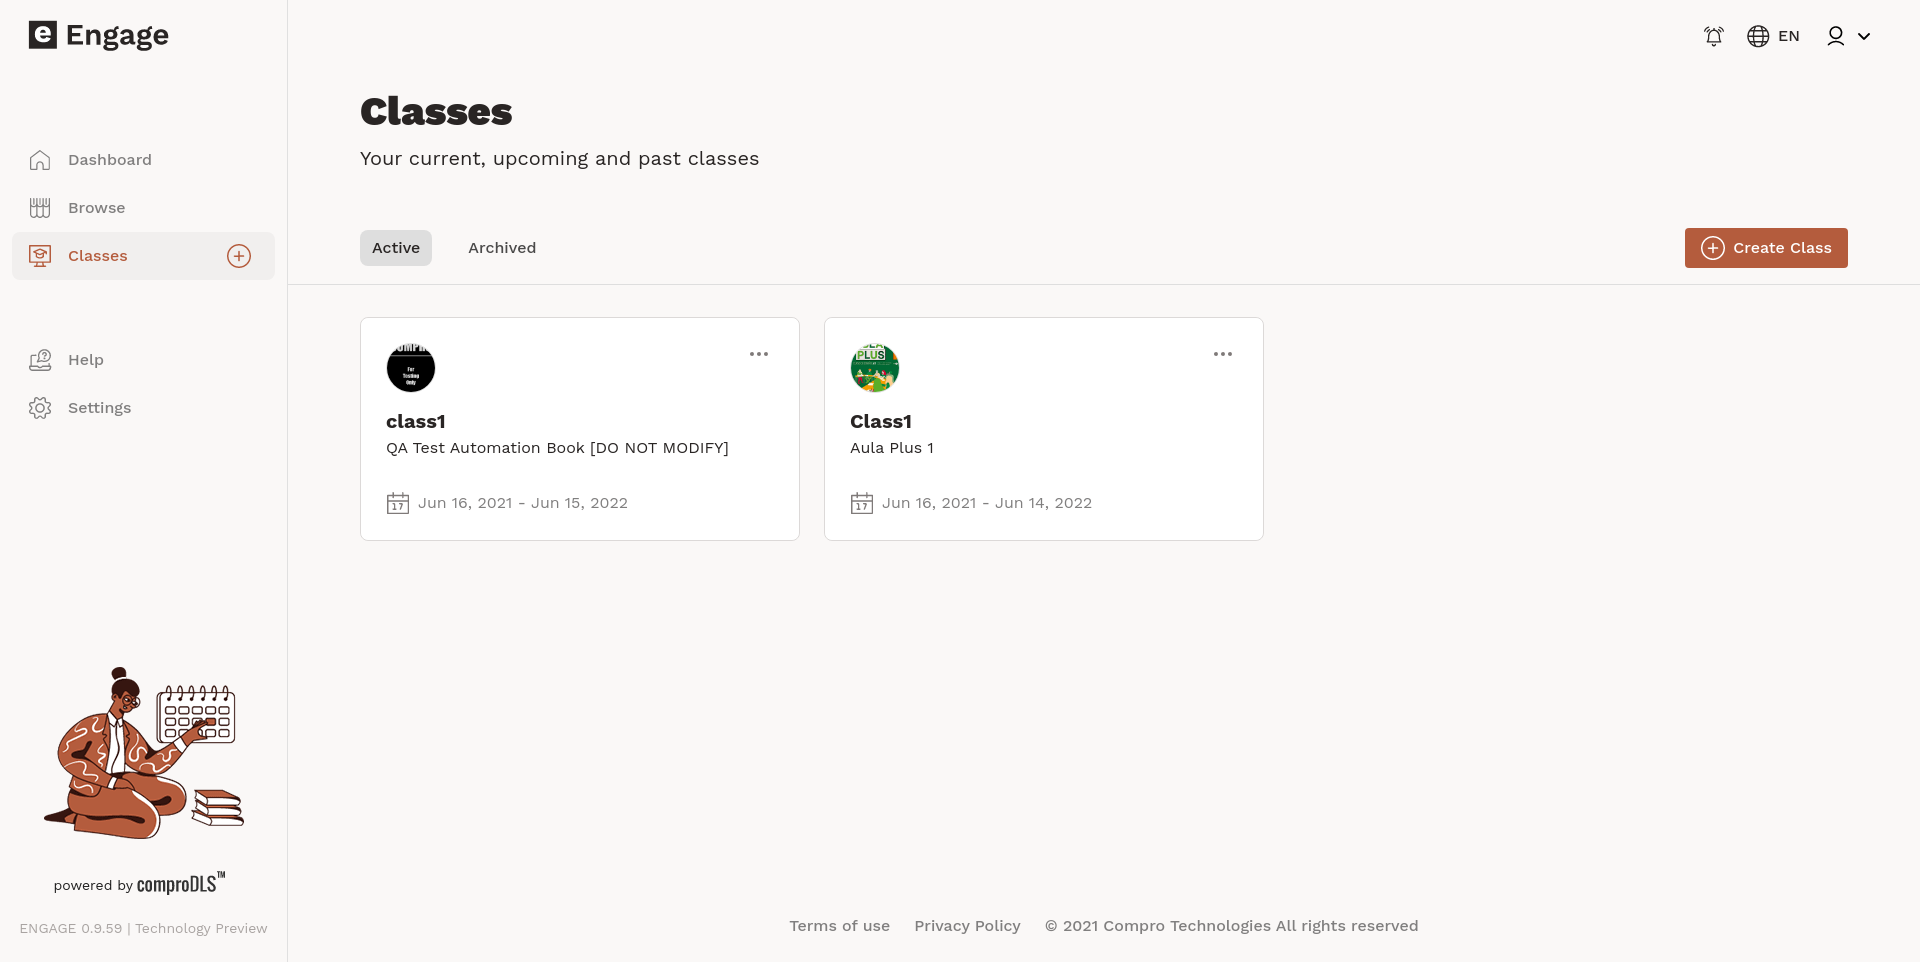 e Engage
EN
Dashboard
Browse
Classes
Help
Settings
powered by comproDLS™
ENGAGE 0.9.59 | Technology Preview
Classes
Your current, upcoming and past classes
Active
Archived
Create Class
For
Testing
Only
class1
QA Test Automation Book [DO NOT MODIFY]
17
Jun 16, 2021 - Jun 15, 2022
PLUS
Class1
Aula Plus 1
17
Jun 16, 2021 - Jun 14, 2022
Terms of use
Privacy Policy
© 2021 Compro Technologies All rights reserved